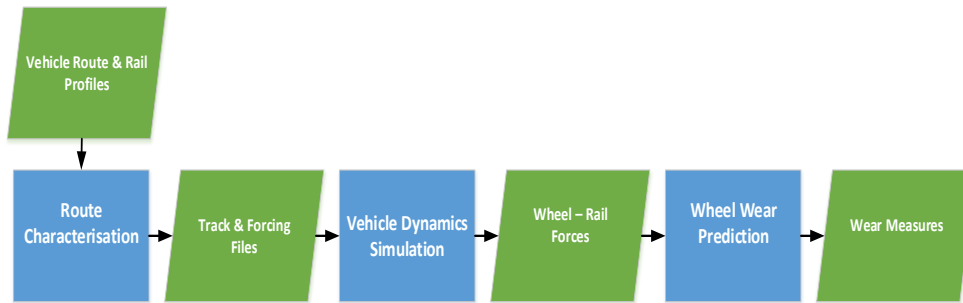 Vehicle Route & Rail
Profiles
Route
Characterisation
Track & Forcing
Files
Vehicle Dynamics
Simulation
Wheel – Rail
Forces
Wheel Wear
Prediction
Wear Measures